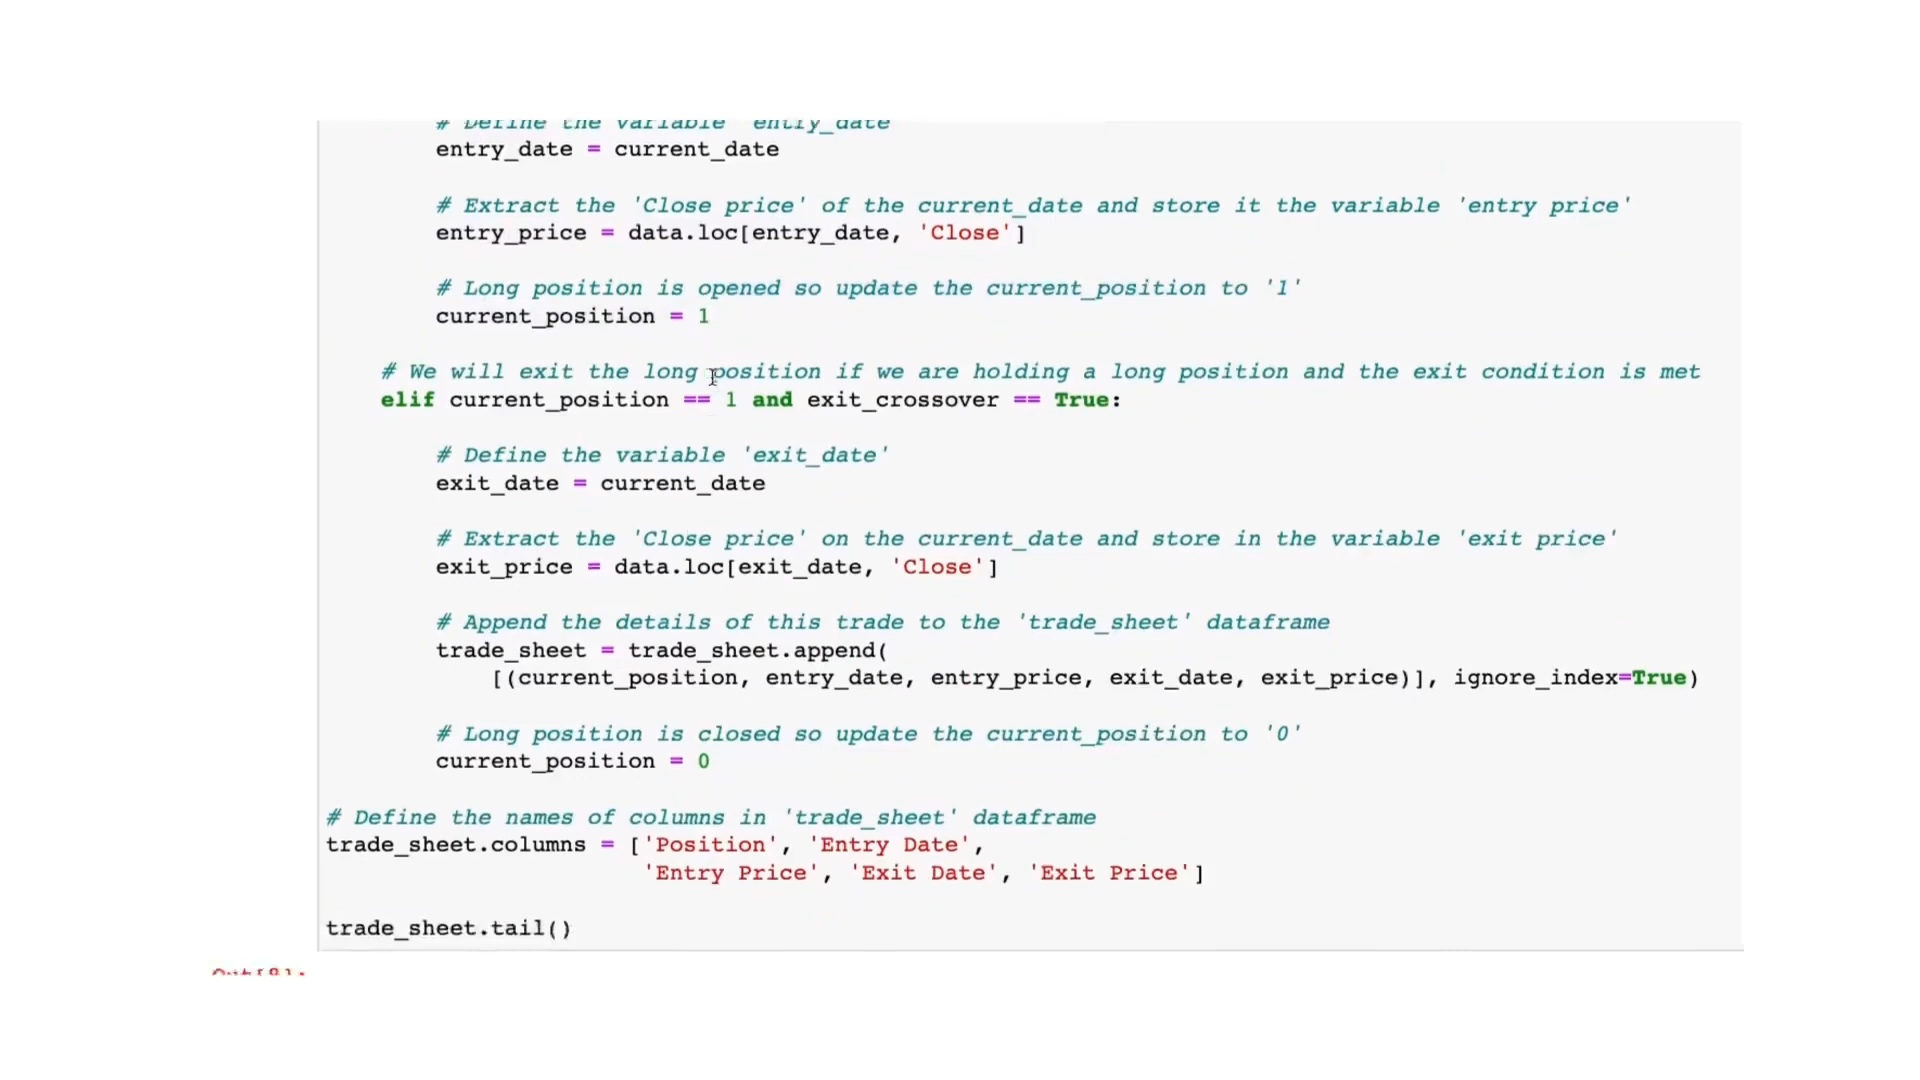 # Define the variable 'entry_date'
entry_date = current_date
# Extract the 'Close price' of the current_date and store it the variable 'entry price'
entry_price = data.loc[entry_date, 'Close']
# Long position is opened so update the current_position to '1'
current_position = 1
# We will exit the long position if we are holding a long position and the exit condition is met
elif current_position == 1 and exit_crossover == True:
# Define the variable 'exit_date'
exit_date = current_date
# Extract the 'Close price' on the current_date and store in the variable 'exit price'
exit_price = data.loc[exit_date, 'Close']
# Append the details of this trade to the 'trade_sheet' dataframe
trade_sheet = trade_sheet.append(
[(current_position, entry_date, entry_price, exit_date, exit_price)], ignore_index=True)
# Long position is closed so update the current_position to '0'
current_position = 0
# Define the names of columns in 'trade_sheet' dataframe
trade_sheet.columns = ['Position', 'Entry Date',
'Entry Price', 'Exit Date', 'Exit Price']
trade_sheet.tail()